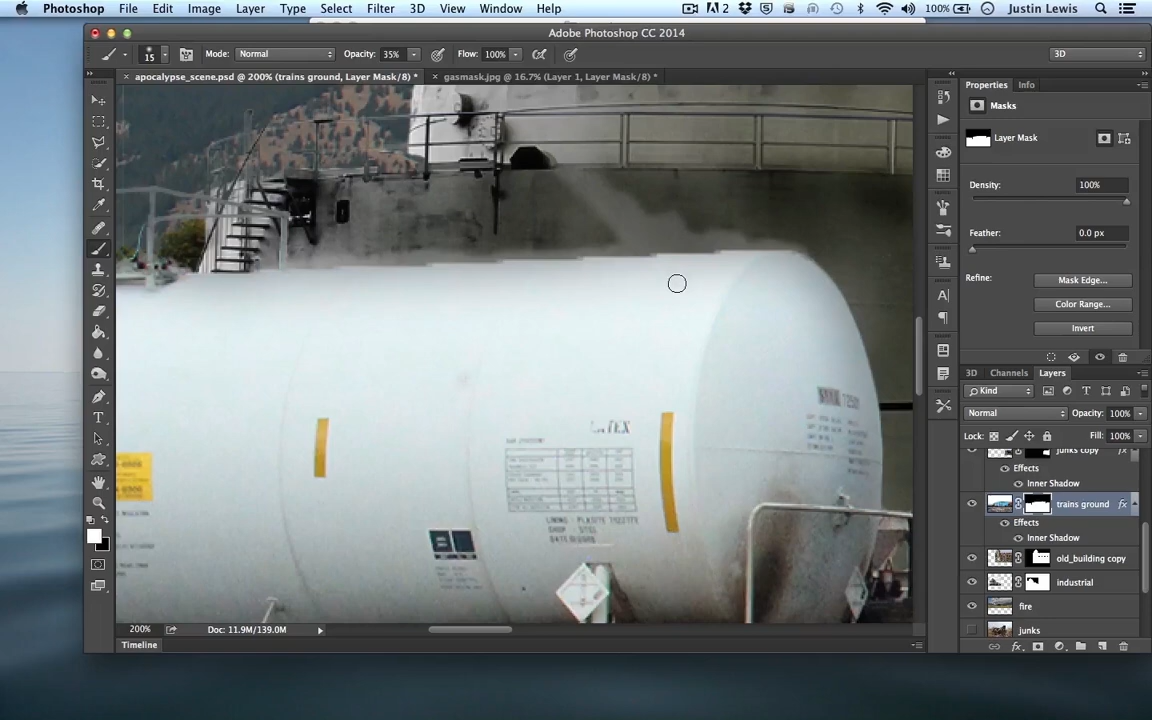 Photoshop File Edit Image Layer Type Select Filter 3D View Window Help 2 100% Justin Lewis
Adobe Photoshop CC 2014
15 Mode: Normal Opacity: 35% Flow: 100% 3D
apocalypse_scene.psd @ 200% (trains ground, Layer Mask/8) * gasmask.jpg @ 16.7% (Layer 1, Layer Mask/8) *
Properties Info
Masks
Layer Mask
Density: 100%
Feather: 0.0 px
Refine: Mask Edge...
Color Range...
Invert
3D Channels Layers
Kind
Normal Opacity: 100%
Lock: Fill: 100%
junks copy fx
Effects
Inner Shadow
trains ground fx
Effects
Inner Shadow
old_building copy
industrial
fire
junks
200% Doc: 11.9M/139.0M
Timeline